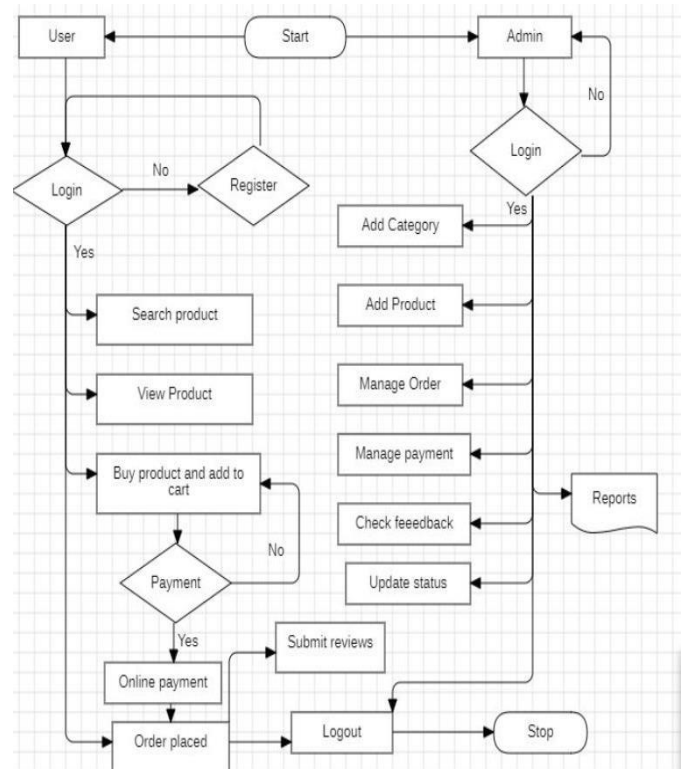 User
Start
Admin
No
Login
No
Register
Login
Yes
Yes
Add Category
Search product
Add Product
View Product
Manage Order
Buy product and add to
cart
Manage payment
Reports
Check feeedback
No
Payment
Update status
Yes
Submit reviews
Online payment
Order placed
Logout
Stop